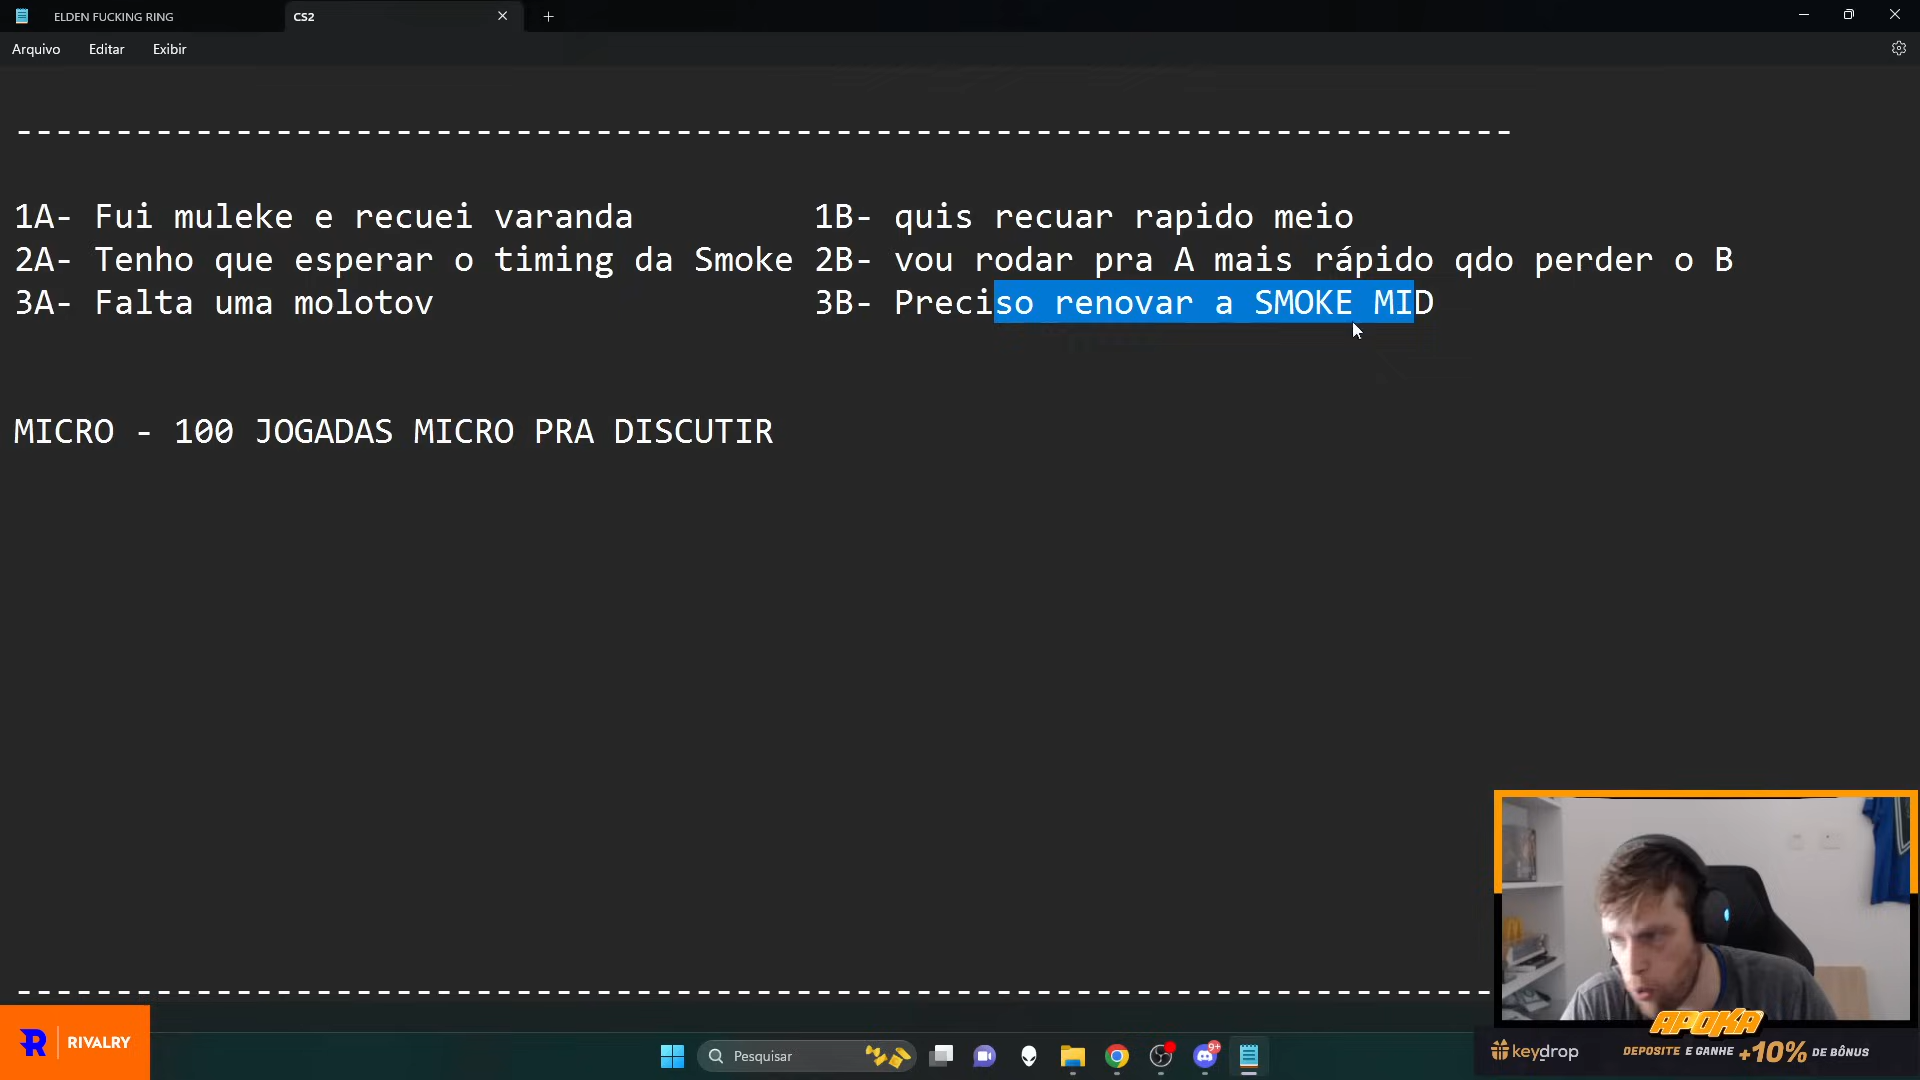 ELDEN FUCKING RING
CS2
Arquivo Editar Exibir
--------------------------------------------------------------------------
1A- Fui muleke e recuei varanda 1B- quis recuar rapido meio
2A- Tenho que esperar o timing da Smoke 2B- vou rodar pra A mais rápido qdo perder o B
3A- Falta uma molotov 3B- Preciso renovar a SMOKE MID
MICRO - 100 JOGADAS MICRO PRA DISCUTIR
--------------------------------------------------------------------------
RIVALRY
Pesquisar
9+
APOKA
keydrop
DEPOSITE E GANHE +10% DE BÔNUS